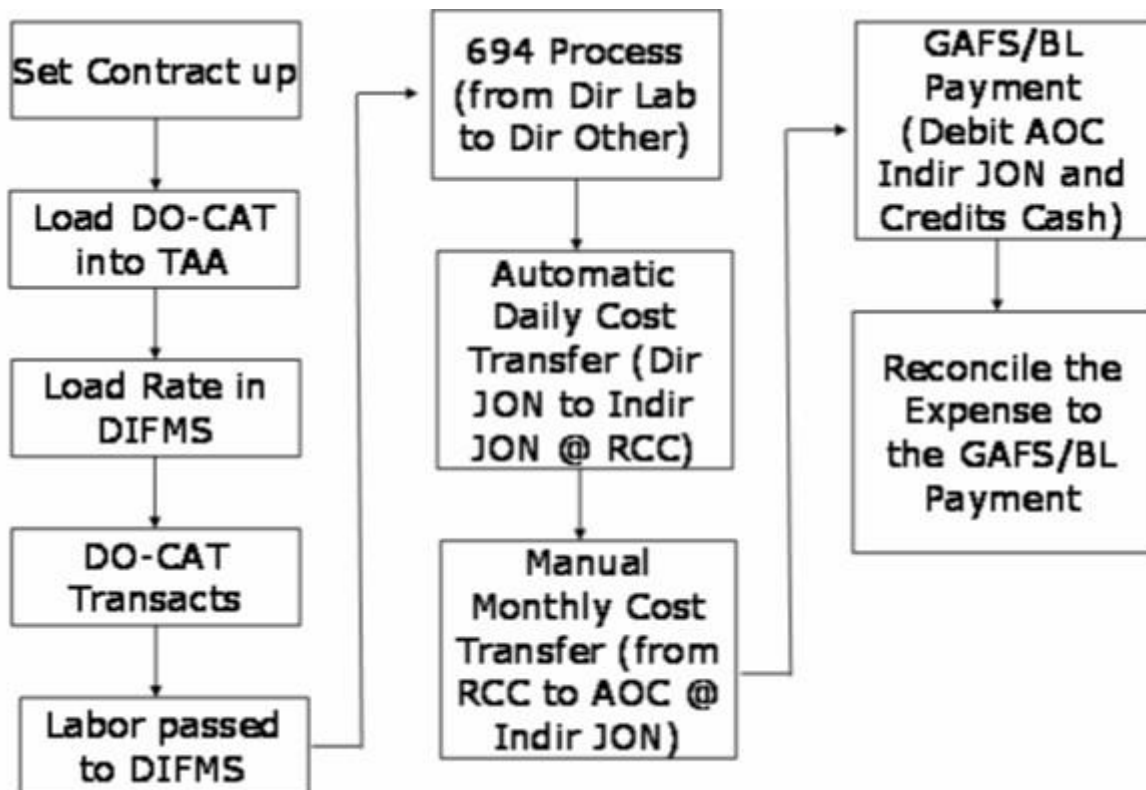 Set Contract up
Load DO-CAT
into TAA
Load Rate in
DIFMS
DO-CAT
Transacts
Labor passed
to DIFMS
694 Process
(from Dir Lab
to Dir Other)
Automatic
Daily Cost
Transfer (Dir
JON to Indir
JON @ RCC)
Manual
Monthly Cost
Transfer (from
RCC to AOC @
Indir JON)
GAFS/BL
Payment
(Debit AOC
Indir JON and
Credits Cash)
Reconcile the
Expense to
the GAFS/BL
Payment